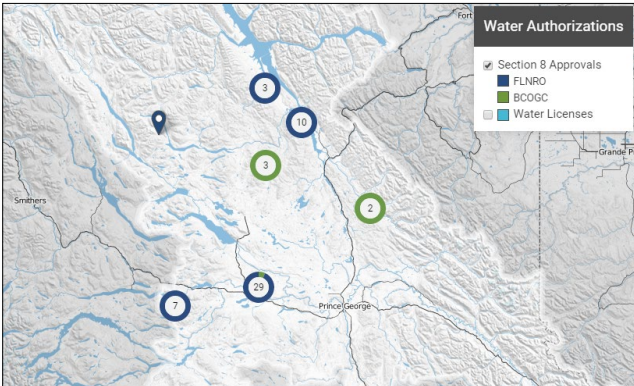 Fort
Water Authorizations
Section 8 Approvals
FLNRO
BCOGC
Water Licenses
3
10
3
Grande P
Smithers
2
29
7
Prince George